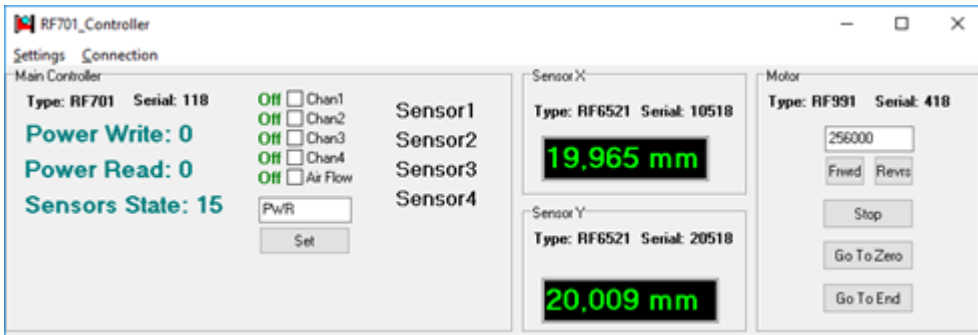 RF701_Controller
Settings Connection
Main Controller
Type: RF701 Serial: 118
Power Write: 0
Power Read: 0
Sensors State: 15
Off Chan1
Off Chan2
Off Chan3
Off Chan4
Off Air Flow
PWR
Set
Sensor1
Sensor2
Sensor3
Sensor4
Sensor X
Type: RF6521 Serial: 10518
19,965 mm
Sensor Y
Type: RF6521 Serial: 20518
20,009 mm
Motor
Type: RF991 Serial: 418
256000
Frwrd Revrs
Stop
Go To Zero
Go To End